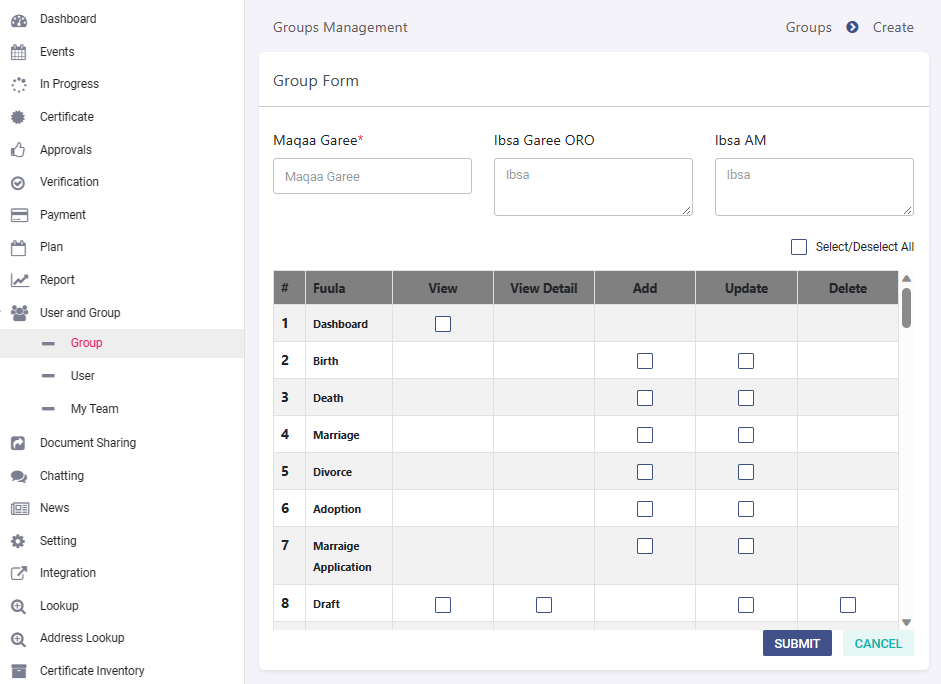 Dashboard
Events
In Progress
Certificate
Approvals
Verification
Payment
Plan
Report
User and Group
Group
User
My Team
Document Sharing
Chatting
News
Setting
Integration
Lookup
Address Lookup
Certificate Inventory
Groups Management
Groups Create
Group Form
Maqaa Garee* Ibsa Garee ORO Ibsa AM
Maqaa Garee Ibsa Ibsa
Select/Deselect All
# Fuula View View Detail Add Update Delete
1 Dashboard
2 Birth
3 Death
4 Marriage
5 Divorce
6 Adoption
7 Marraige
Application
8 Draft
SUBMIT CANCEL